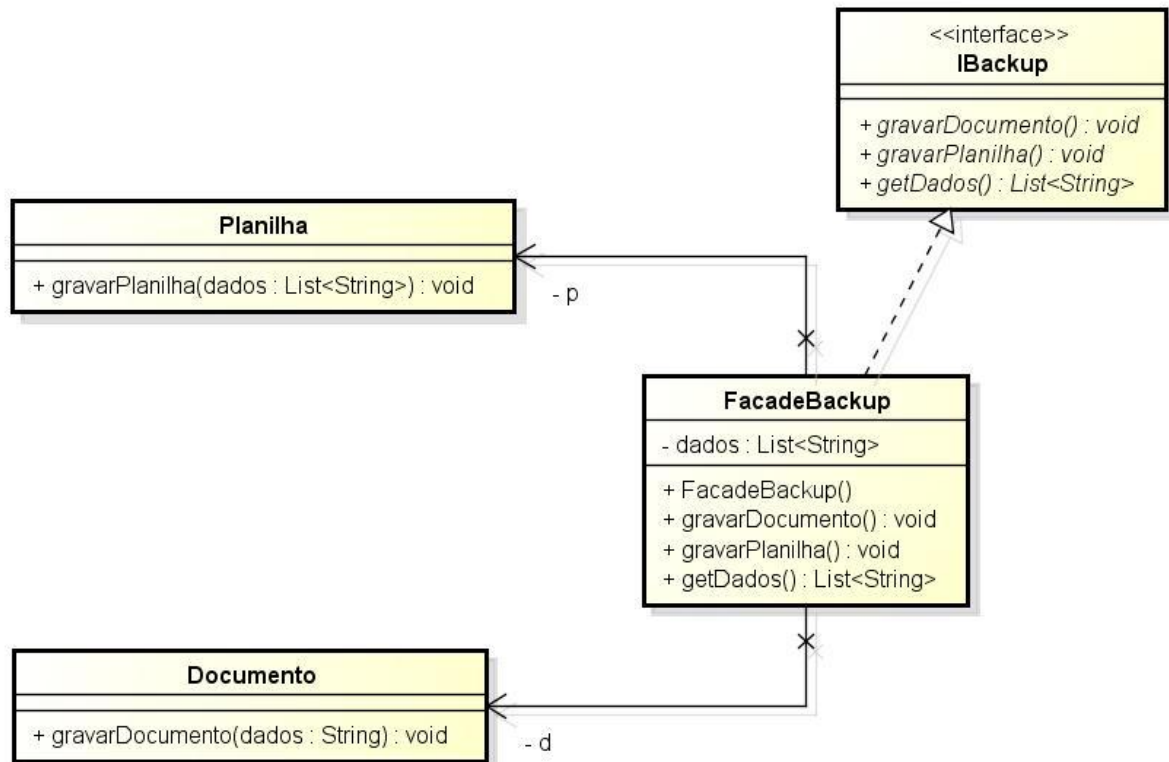 <<interface>>
IBackup
+ gravarDocumento() : void
+ gravarPlanilha() : void
+ getDados() : List<String>
Planilha
+ gravarPlanilha(dados : List<String>) : void
- p
FacadeBackup
- dados : List<String>
+ FacadeBackup()
+ gravarDocumento() : void
+ gravarPlanilha() : void
+ getDados() : List<String>
Documento
+ gravarDocumento(dados : String) : void
- d